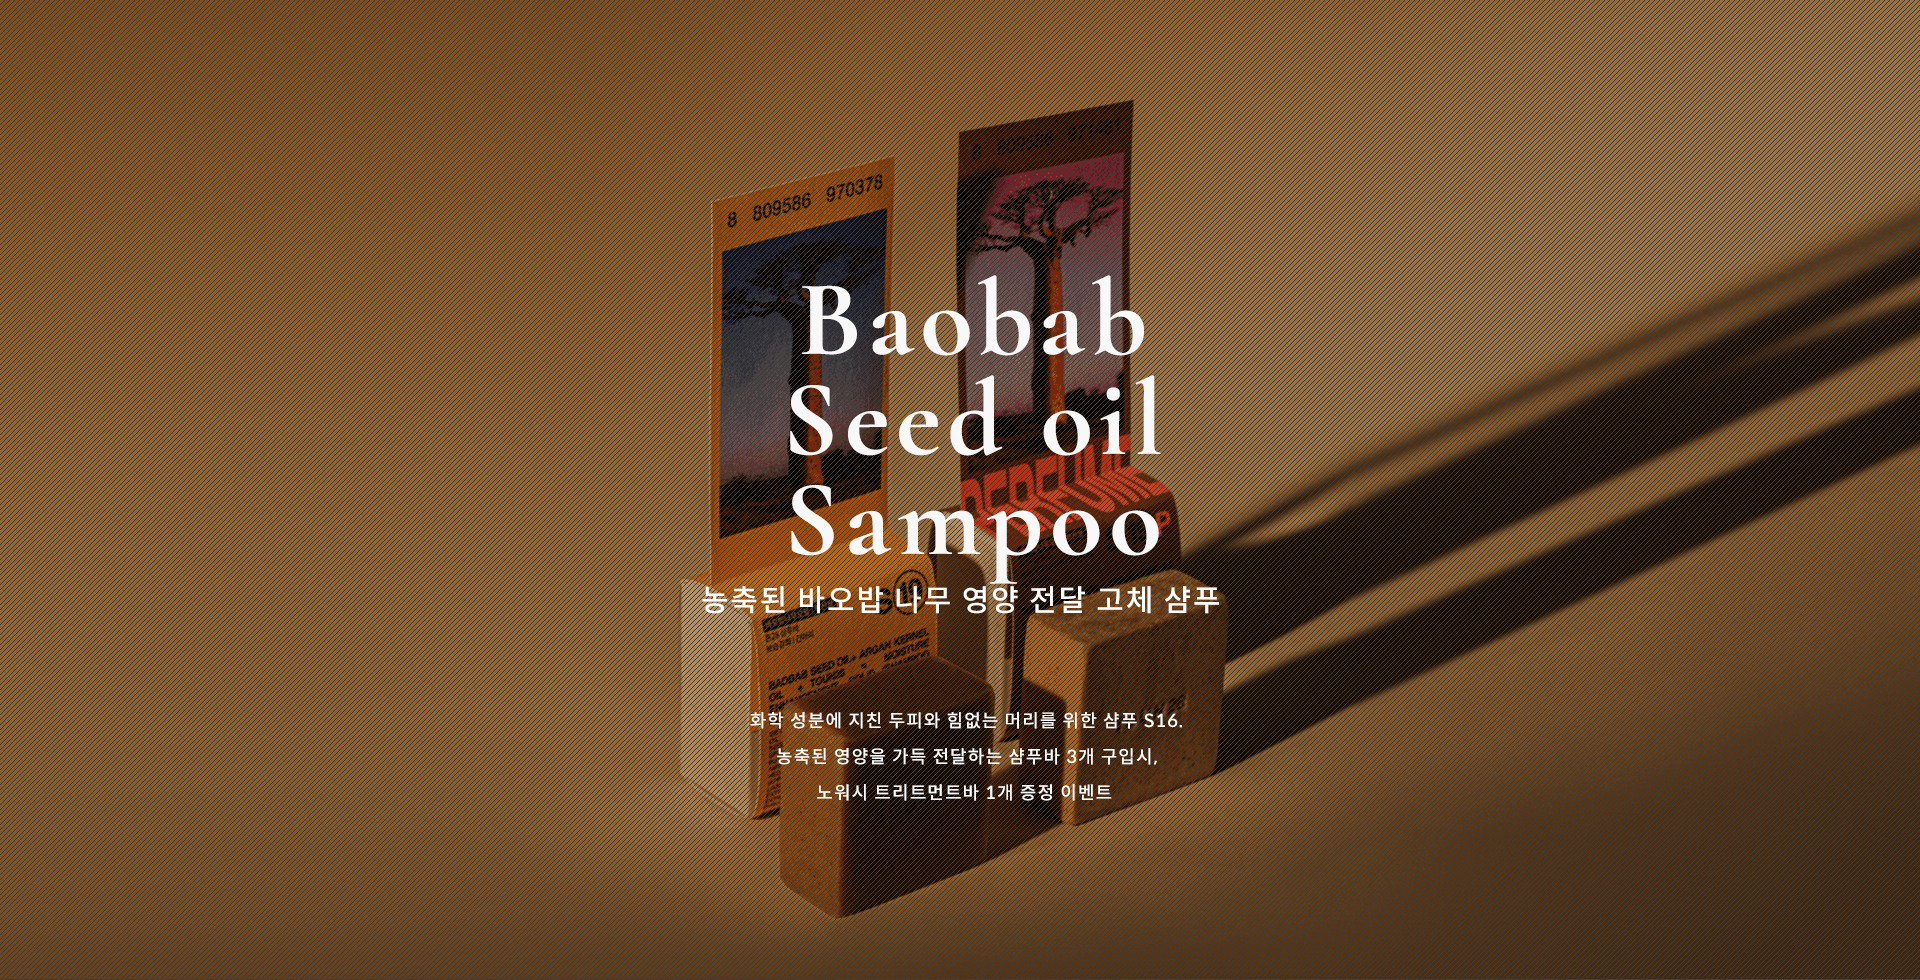 8 809586 971481
8 809586 970378
Baobab
Seed oil
Sampoo
농축된 바오밥 나무 영양 전달 고체 샴푸
BAOBAB SEED OIL+ ARGAN KERNEL
OIL + TOUN28 MOISTURE
화학 성분에 지친 두피와 힘없는 머리를 위한 샴푸 S16.
농축된 영양을 가득 전달하는 샴푸바 3개 구입시,
노워시 트리트먼트바 1개 증정 이벤트